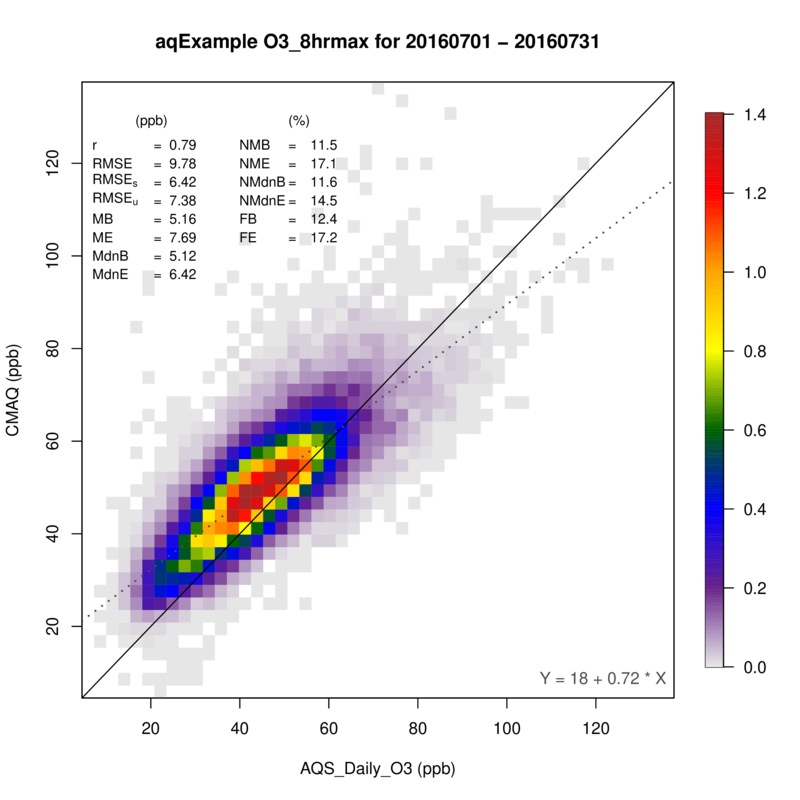 aqExample O3_8hrmax for 20160701 − 20160731
(ppb) (%)
r = 0.79 NMB = 11.5
RMSE = 9.78 NME = 17.1
RMSEs = 6.42 NMdnB = 11.6
RMSEu = 7.38 NMdnE = 14.5
MB = 5.16 FB = 12.4
ME = 7.69 FE = 17.2
MdnB = 5.12
MdnE = 6.42
CMAQ (ppb)
120
100
80
60
40
20
Y = 18 + 0.72 * X
20 40 60 80 100 120
AQS_Daily_O3 (ppb)
1.4
1.2
1.0
0.8
0.6
0.4
0.2
0.0